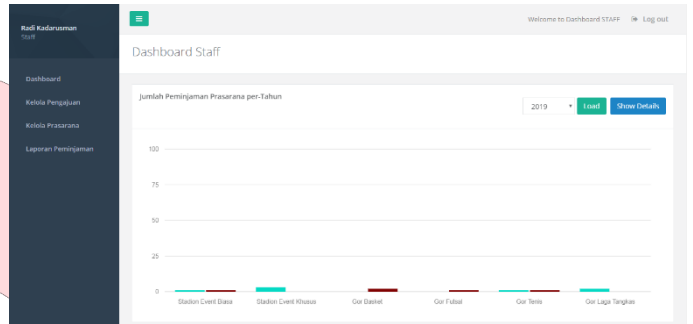 Radi Kadarusman
Staff
Welcome to Dashboard STAFF
Log out
Dashboard Staff
Dashboard
Kelola Pengajuan
Kelola Prasarana
Laporan Peminjaman
Jumlah Peminjaman Prasarana per-Tahun
2019
Load
Show Details
100
75
50
25
0
Stadion Event Biasa
Stadion Event Khusus
Gor Basket
Gor Futsal
Gor Tenis
Gor Laga Tangkas